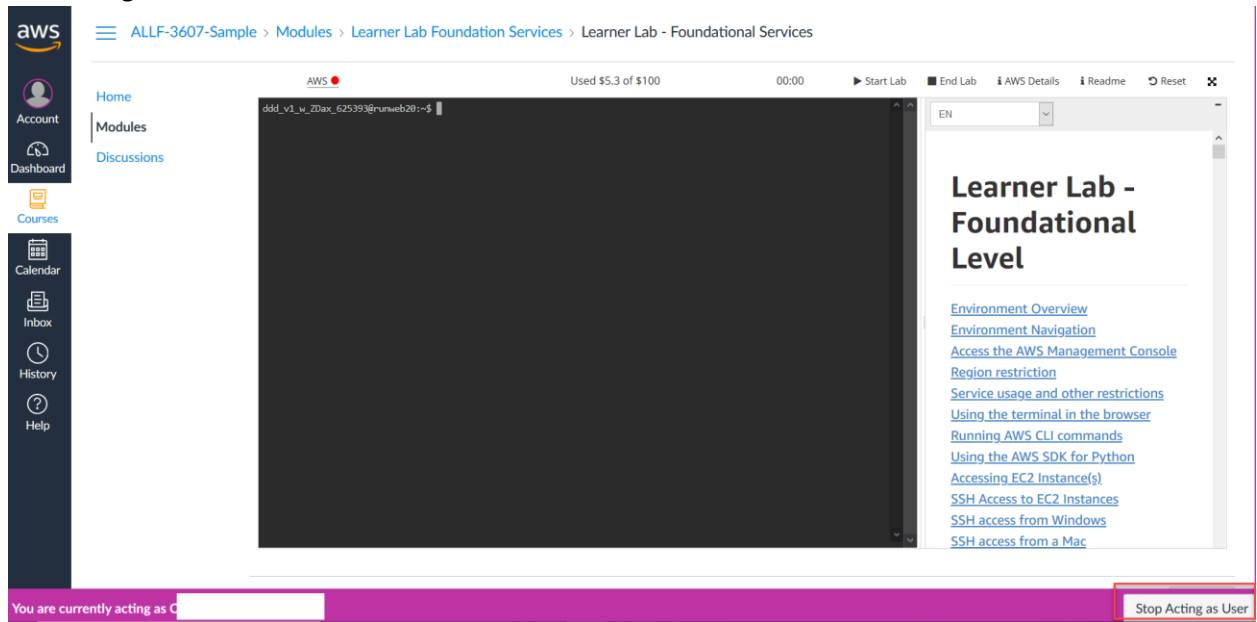 aws
ALLF-3607-Sample > Modules > Learner Lab Foundation Services > Learner Lab - Foundational Services
Account
Dashboard
Courses
Calendar
Inbox
History
Help
Home
Modules
Discussions
AWS
Used $5.3 of $100
00:00
Start Lab
End Lab
AWS Details
Readme
Reset
ddd_v1_w_ZDax_625393@runweb20:~$
EN
Learner Lab -
Foundational
Level
Environment Overview
Environment Navigation
Access the AWS Management Console
Region restriction
Service usage and other restrictions
Using the terminal in the browser
Running AWS CLI commands
Using the AWS SDK for Python
Accessing EC2 Instance(s)
SSH Access to EC2 Instances
SSH access from Windows
SSH access from a Mac
You are currently acting as
Stop Acting as User